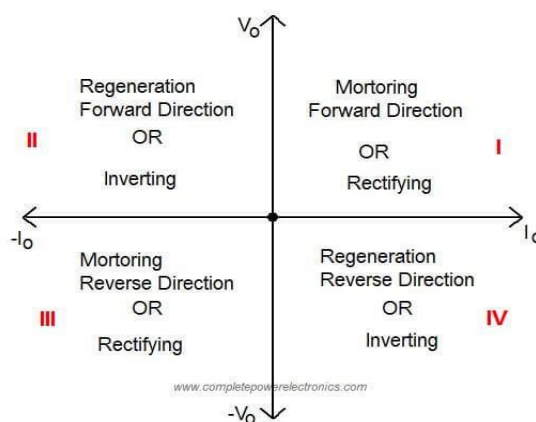 Vo
Regeneration
Forward Direction
OR
Inverting
II
Mortoring
Forward Direction
OR
Rectifying
I
-Io
Io
Mortoring
Reverse Direction
OR
Rectifying
III
Regeneration
Reverse Direction
OR
Inverting
IV
www.completepowerelectronics.com
-Vo